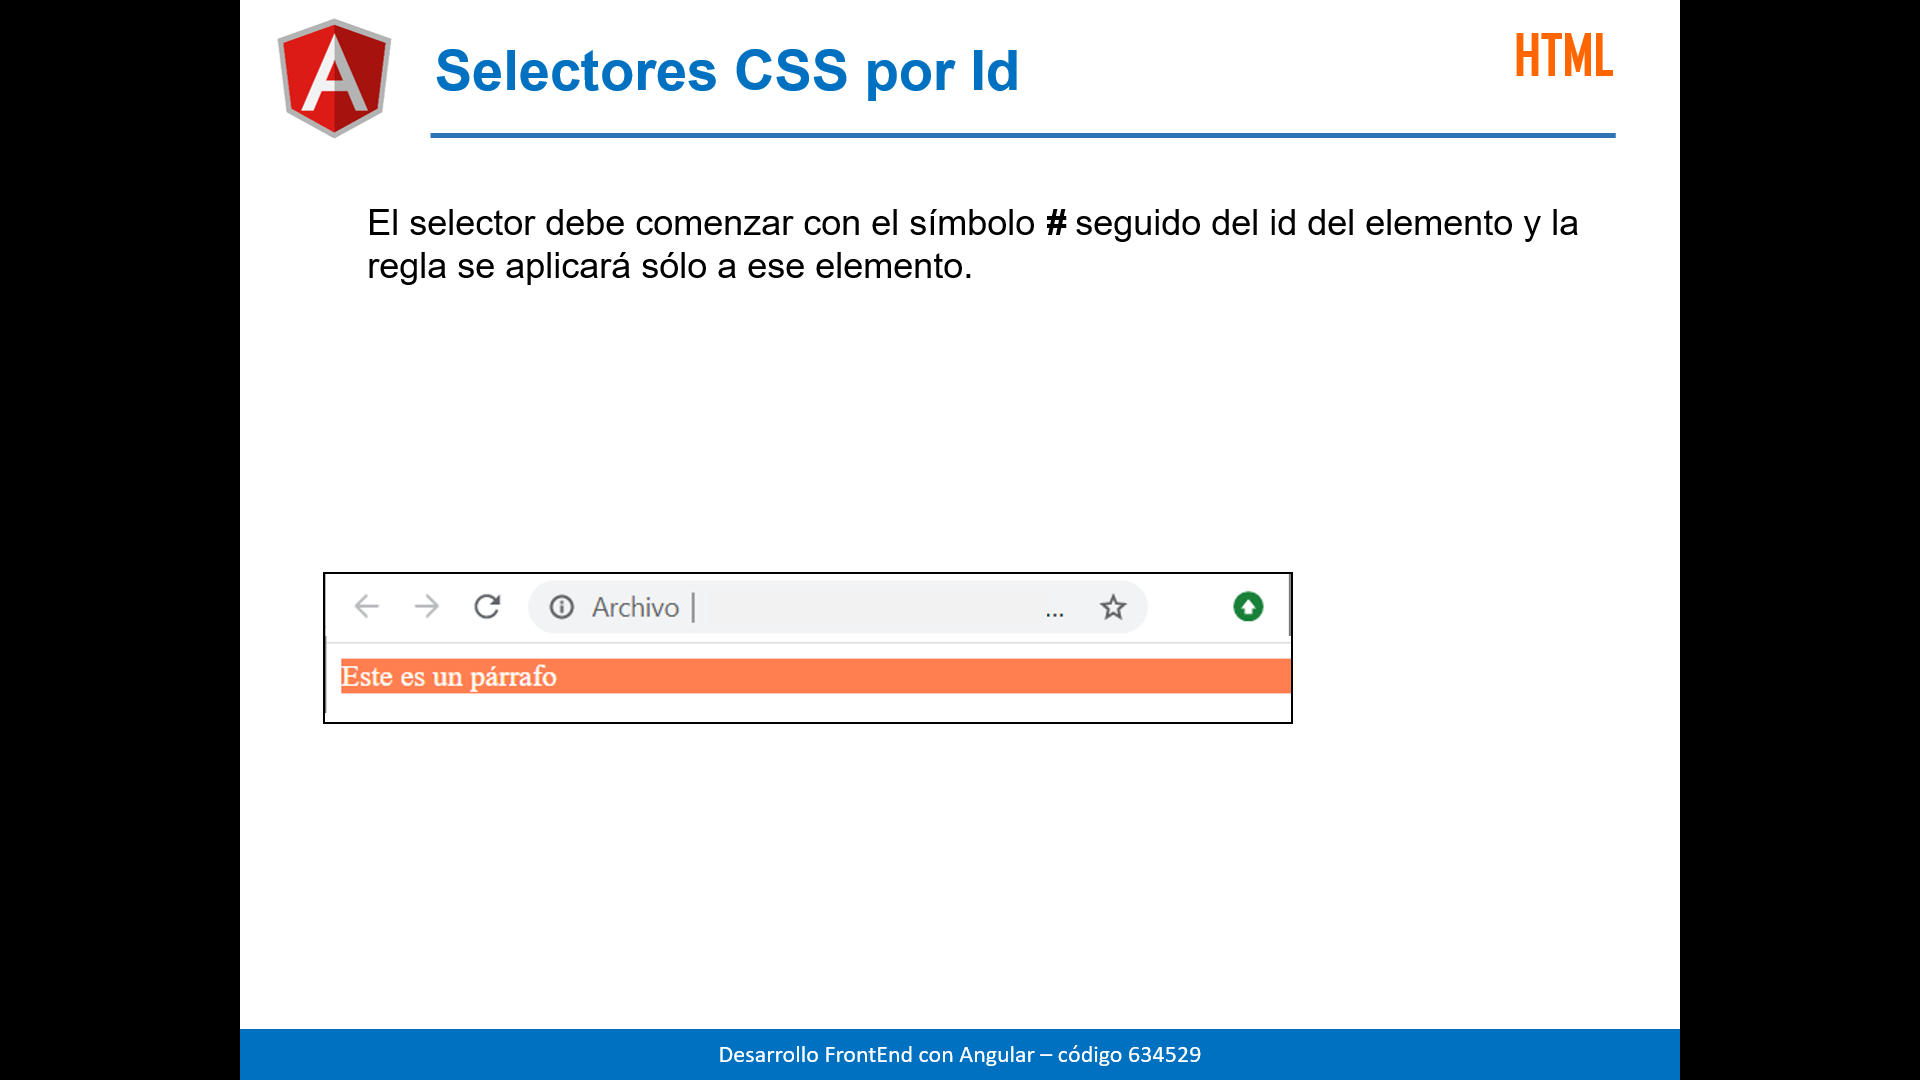 Selectores CSS por Id
HTML
El selector debe comenzar con el símbolo # seguido del id del elemento y la
regla se aplicará sólo a ese elemento.
Archivo | ...
Este es un párrafo
Desarrollo FrontEnd con Angular – código 634529